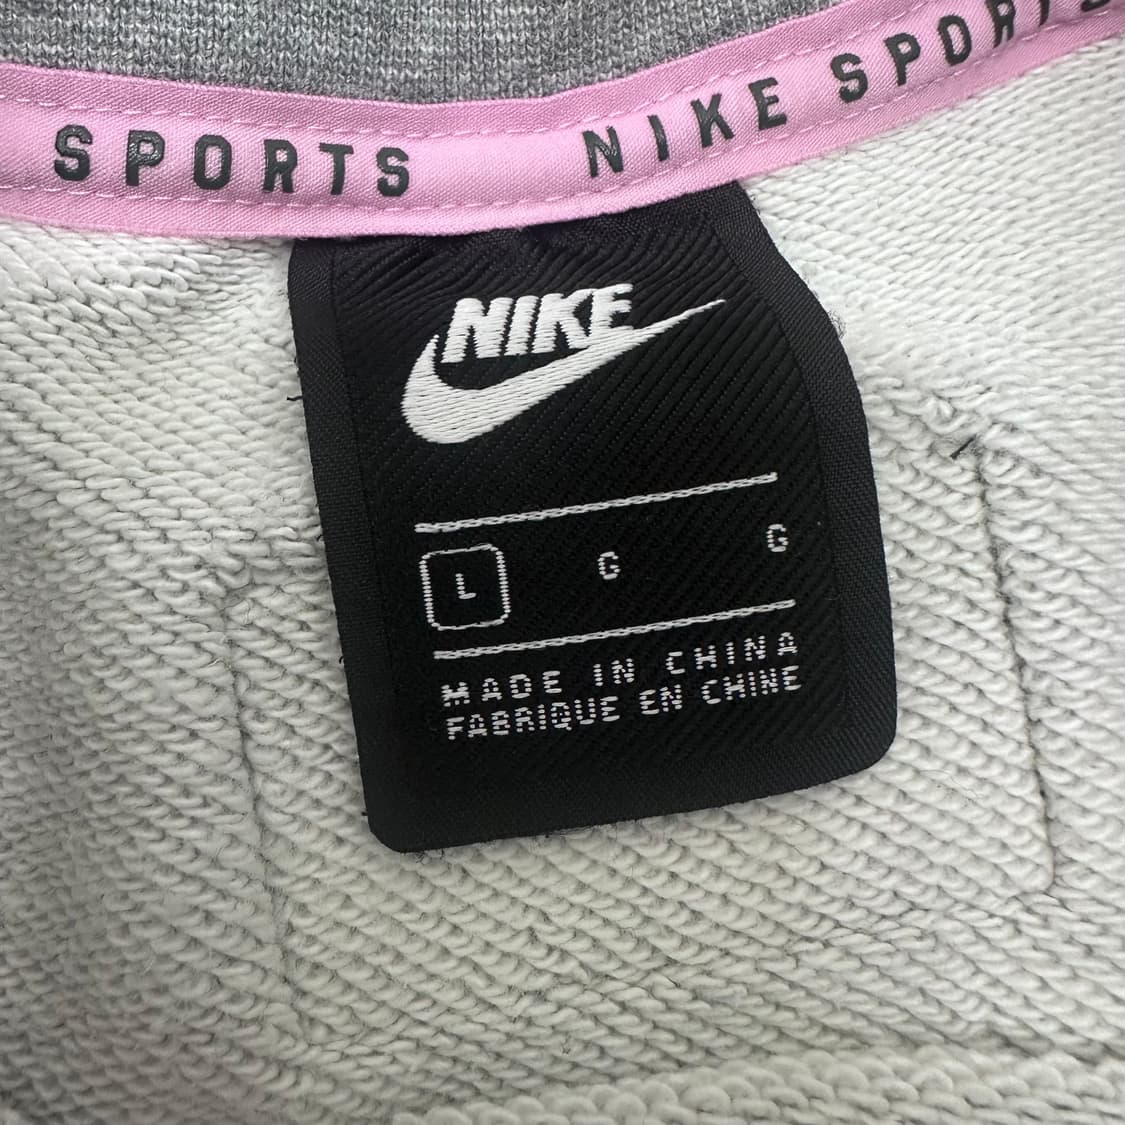 SPORTS NIKE SPORTS
NIKE
L G G
MADE IN CHINA
FABRIQUE EN CHINE